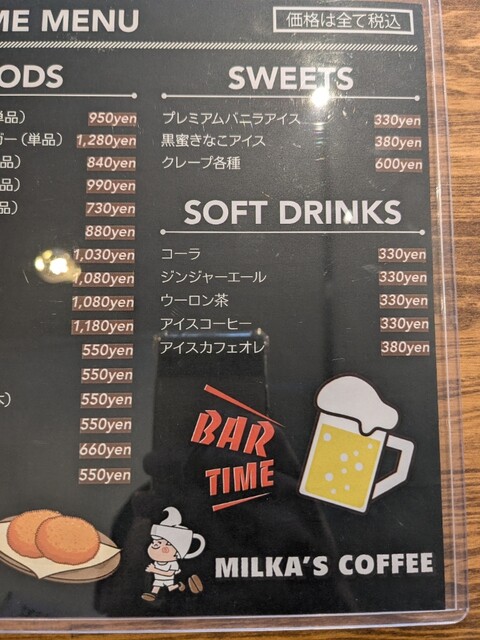 ME MENU
価格は全て税込
ODS
単品） 950yen
ガー（単品） 1,280yen
品） 840yen
品） 990yen
品） 730yen
880yen
1,030yen
1,080yen
1,080yen
1,180yen
550yen
550yen
550yen
550yen
660yen
550yen
SWEETS
プレミアムバニラアイス 330yen
黒蜜きなこアイス 380yen
クレープ各種 600yen
SOFT DRINKS
コーラ 330yen
ジンジャーエール 330yen
ウーロン茶 330yen
アイスコーヒー 330yen
アイスカフェオレ 380yen
BAR
TIME
MILKA'S COFFEE